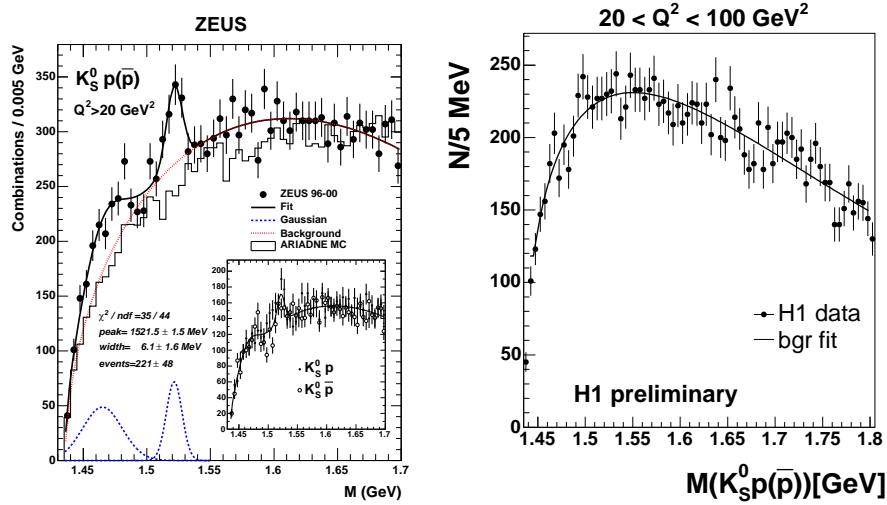 ZEUS
Combinations / 0.005 GeV
350
300
250
200
150
100
50
0
K⁰_S p(p̄)
Q²>20 GeV²
ZEUS 96-00
Fit
Gaussian
Background
ARIADNE MC
χ² / ndf =35 / 44
peak= 1521.5 ± 1.5 MeV
width= 6.1 ± 1.6 MeV
events=221 ± 48
200
180
160
140
120
100
80
60
40
20
0
K⁰_S p
K⁰_S p̄
1.45 1.5 1.55 1.6 1.65 1.7
1.45 1.5 1.55 1.6 1.65 1.7
M (GeV)
20 < Q² < 100 GeV²
N/5 MeV
250
200
150
100
50
0
H1 data
bgr fit
H1 preliminary
1.45 1.5 1.55 1.6 1.65 1.7 1.75 1.8
M(K⁰_S p(p̄))[GeV]